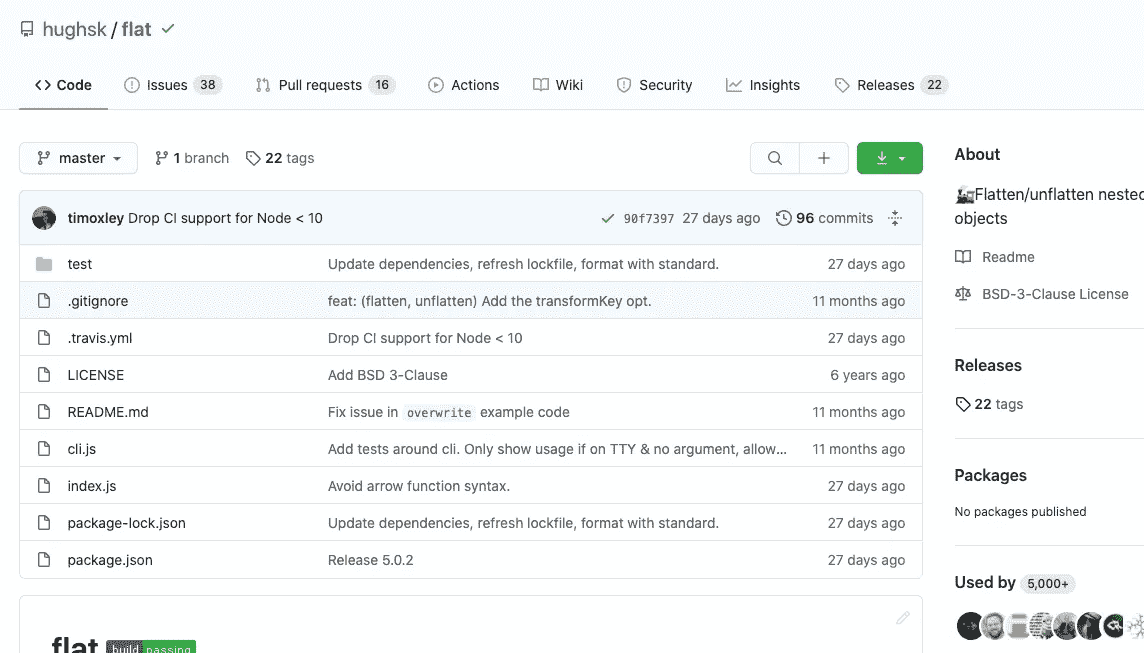 hughsk / flat
Code Issues 38 Pull requests 16 Actions Wiki Security Insights Releases 22
master 1 branch 22 tags
timoxley Drop CI support for Node < 10 90f7397 27 days ago 96 commits
test Update dependencies, refresh lockfile, format with standard. 27 days ago
.gitignore feat: (flatten, unflatten) Add the transformKey opt. 11 months ago
.travis.yml Drop CI support for Node < 10 27 days ago
LICENSE Add BSD 3-Clause 6 years ago
README.md Fix issue in overwrite example code 11 months ago
cli.js Add tests around cli. Only show usage if on TTY & no argument, allow... 11 months ago
index.js Avoid arrow function syntax. 27 days ago
package-lock.json Update dependencies, refresh lockfile, format with standard. 27 days ago
package.json Release 5.0.2 27 days ago
flat build passing
About
🚂Flatten/unflatten nested
objects
Readme
BSD-3-Clause License
Releases
22 tags
Packages
No packages published
Used by 5,000+